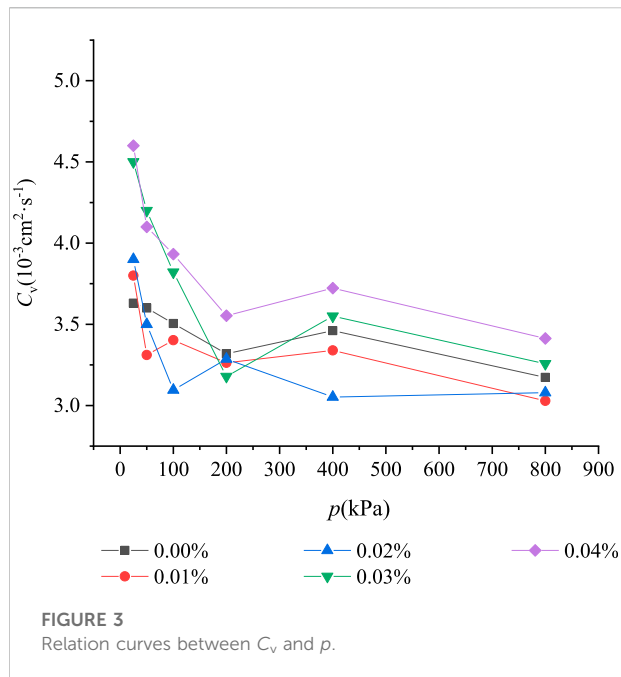 5.0
4.5
4.0
3.5
3.0
Cᵥ(10⁻³cm²·s⁻¹)
0 100 200 300 400 500 600 700 800 900
p(kPa)
0.00% 0.02% 0.04%
0.01% 0.03%
FIGURE 3
Relation curves between Cᵥ and p.